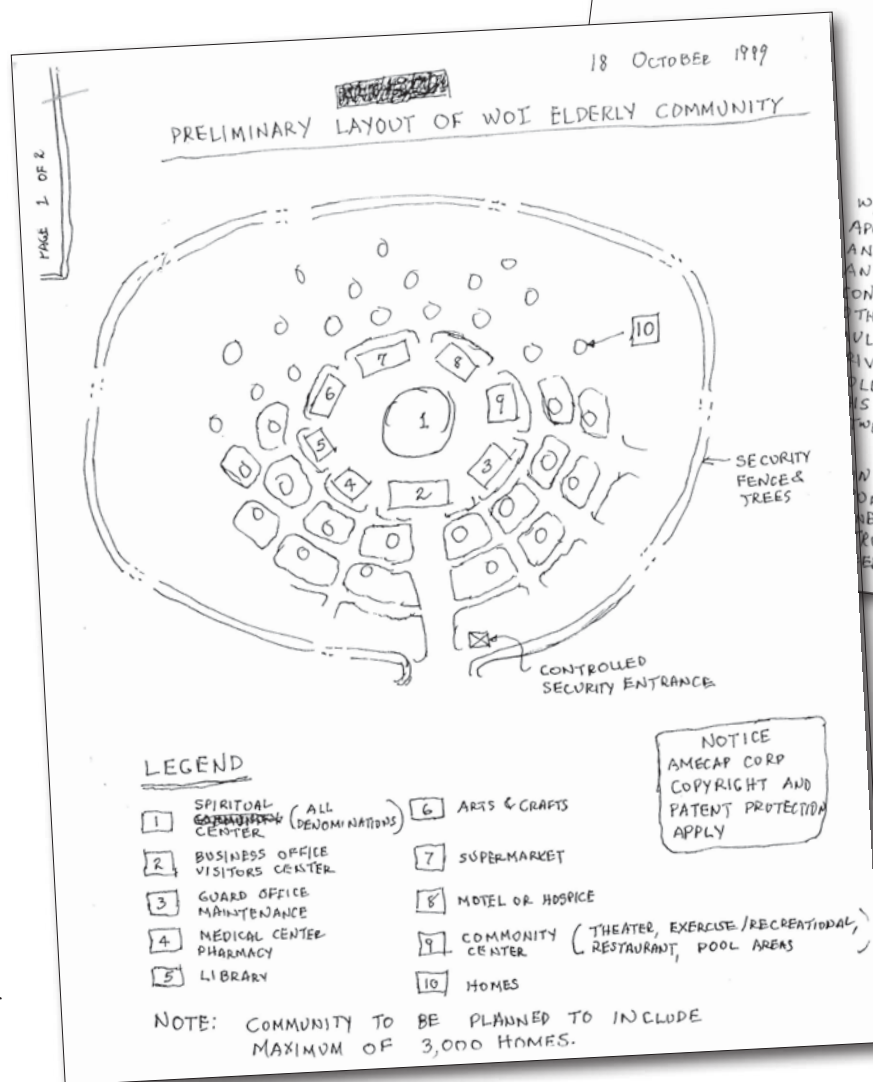 18 OCTOBER 1999
PRELIMINARY LAYOUT OF WOI ELDERLY COMMUNITY
PAGE 1 OF 2
7
8
10
6
9
1
5
3
4
2
SECURITY
FENCE &
TREES
CONTROLLED
SECURITY ENTRANCE
NOTICE
AMECAP CORP
COPYRIGHT AND
PATENT PROTECTION
APPLY
LEGEND
1 SPIRITUAL
CENTER (ALL
DENOMINATIONS)
2 BUSINESS OFFICE
VISITORS CENTER
3 GUARD OFFICE
MAINTENANCE
4 MEDICAL CENTER
PHARMACY
5 LIBRARY
6 ARTS & CRAFTS
7 SUPERMARKET
8 MOTEL OR HOSPICE
9 COMMONITY
CENTER (THEATER, EXERCISE/RECREATIONAL,
RESTAURANT, POOL AREAS)
10 HOMES
NOTE: COMMUNITY TO BE PLANNED TO INCLUDE
MAXIMUM OF 3,000 HOMES.